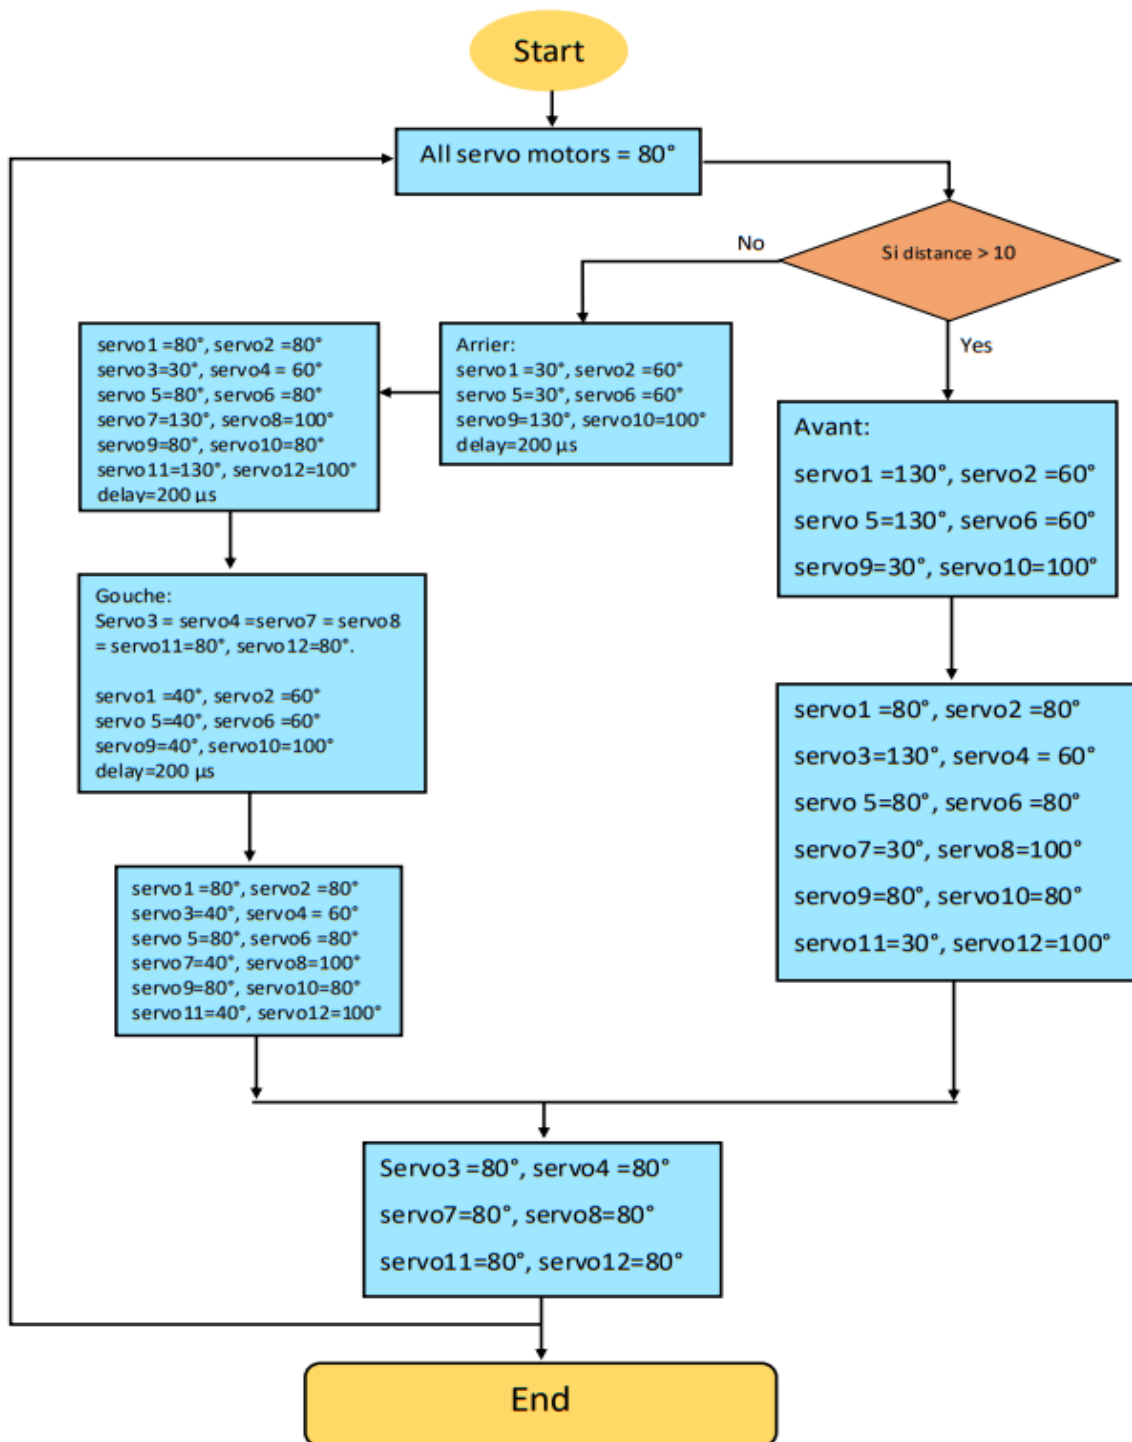 Start
All servo motors = 80°
Si distance > 10
No
Yes
Arrier:
servo1 =30°, servo2 =60°
servo 5=30°, servo6 =60°
servo9=130°, servo10=100°
delay=200 µs
servo1 =80°, servo2 =80°
servo3=30°, servo4 = 60°
servo 5=80°, servo6 =80°
servo7=130°, servo8=100°
servo9=80°, servo10=80°
servo11=130°, servo12=100°
delay=200 µs
Gouche:
Servo3 = servo4 =servo7 = servo8
= servo11=80°, servo12=80°.
servo1 =40°, servo2 =60°
servo 5=40°, servo6 =60°
servo9=40°, servo10=100°
delay=200 µs
servo1 =80°, servo2 =80°
servo3=40°, servo4 = 60°
servo 5=80°, servo6 =80°
servo7=40°, servo8=100°
servo9=80°, servo10=80°
servo11=40°, servo12=100°
Avant:
servo1 =130°, servo2 =60°
servo 5=130°, servo6 =60°
servo9=30°, servo10=100°
servo1 =80°, servo2 =80°
servo3=130°, servo4 = 60°
servo 5=80°, servo6 =80°
servo7=30°, servo8=100°
servo9=80°, servo10=80°
servo11=30°, servo12=100°
Servo3 =80°, servo4 =80°
servo7=80°, servo8=80°
servo11=80°, servo12=80°
End